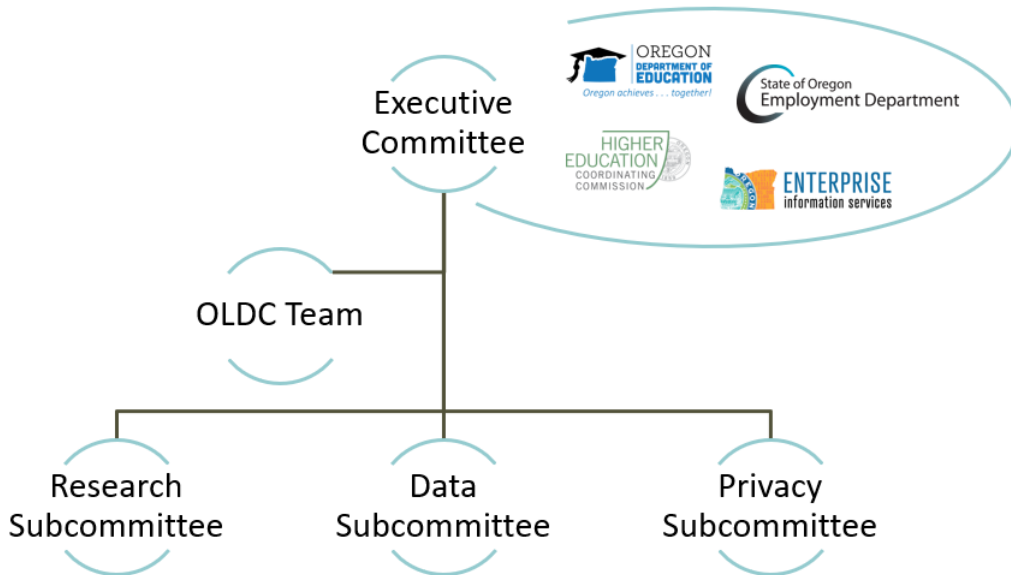 Executive
Committee
OREGON
DEPARTMENT OF
EDUCATION
Oregon achieves . . . together!
State of Oregon
Employment Department
HIGHER
EDUCATION
COORDINATING
COMMISSION
OREGON
ENTERPRISE
information services
OLDC Team
Research
Subcommittee
Data
Subcommittee
Privacy
Subcommittee